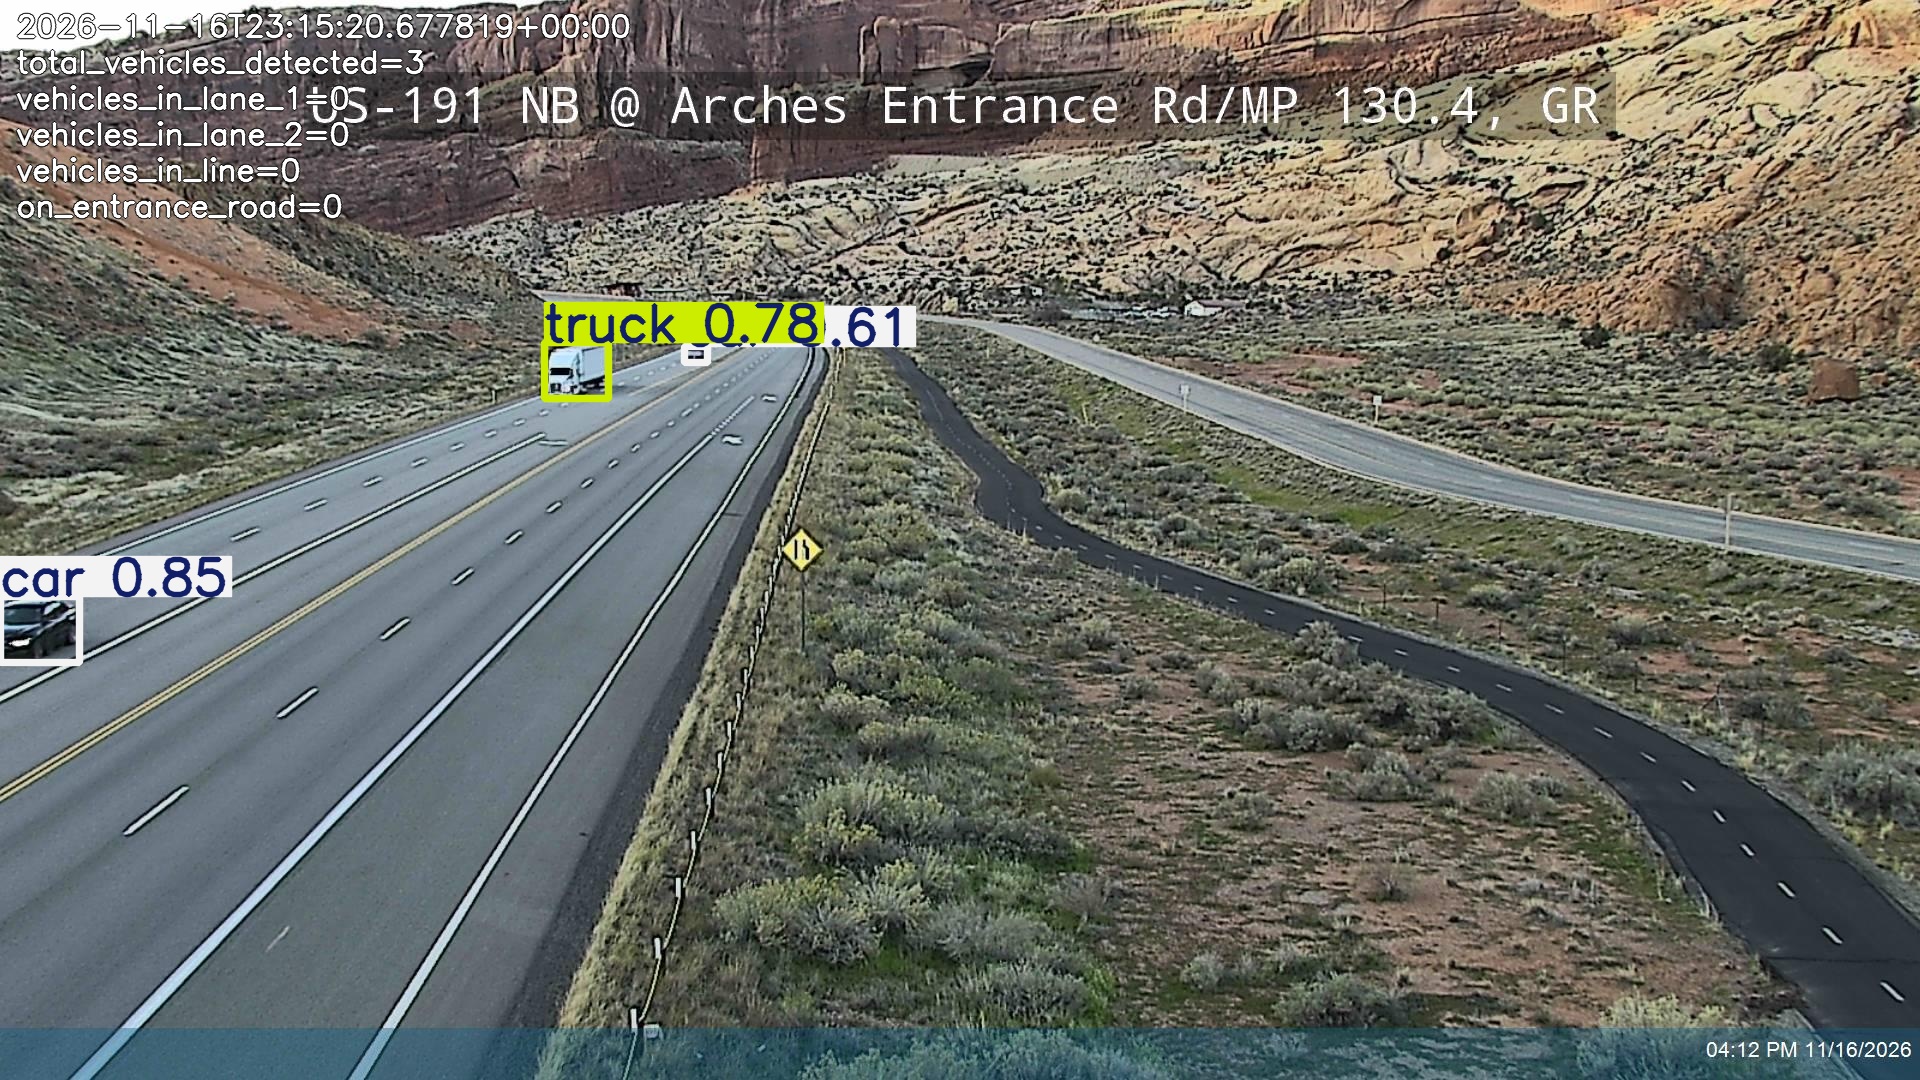 2026-11-16T23:15:20.677819+00:00
total_vehicles_detected=3
vehicles_in_lane_1=0
US-191 NB @ Arches Entrance Rd/MP 130.4, GR
vehicles_in_lane_2=0
vehicles_in_line=0
on_entrance_road=0
truck 0.78
.61
car 0.85
04:12 PM 11/16/2026